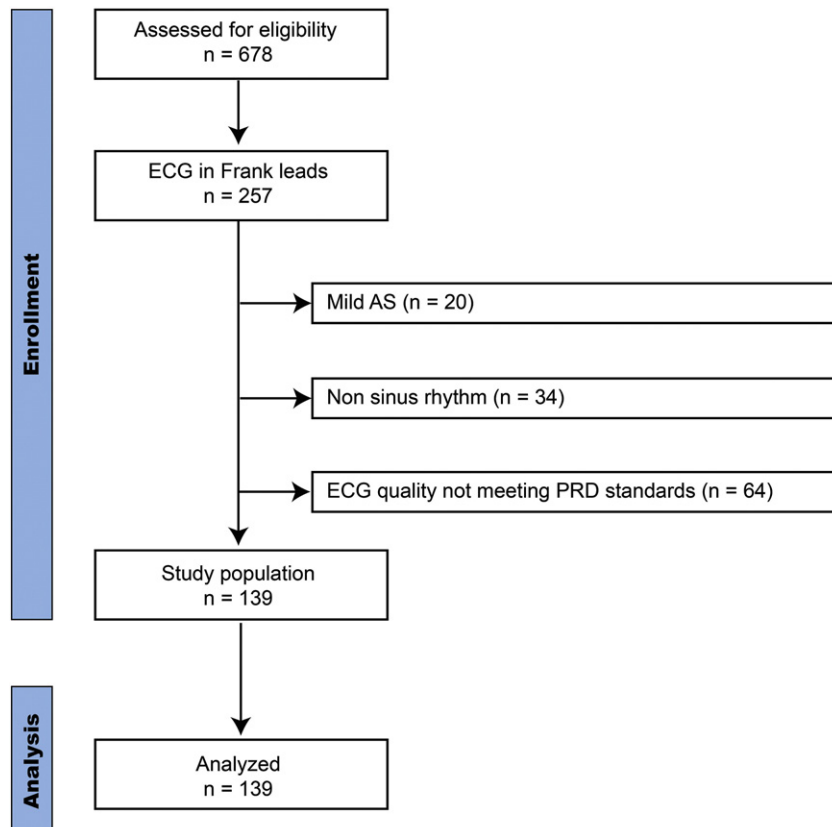 Assessed for eligibility
n = 678
ECG in Frank leads
n = 257
Mild AS (n = 20)
Non sinus rhythm (n = 34)
ECG quality not meeting PRD standards (n = 64)
Study population
n = 139
Enrollment
Analyzed
n = 139
Analysis